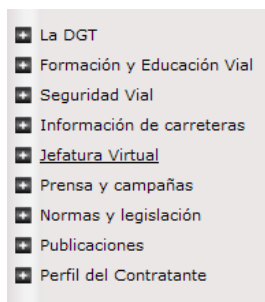 La DGT
Formación y Educación Vial
Seguridad Vial
Información de carreteras
Jefatura Virtual
Prensa y campañas
Normas y legislación
Publicaciones
Perfil del Contratante